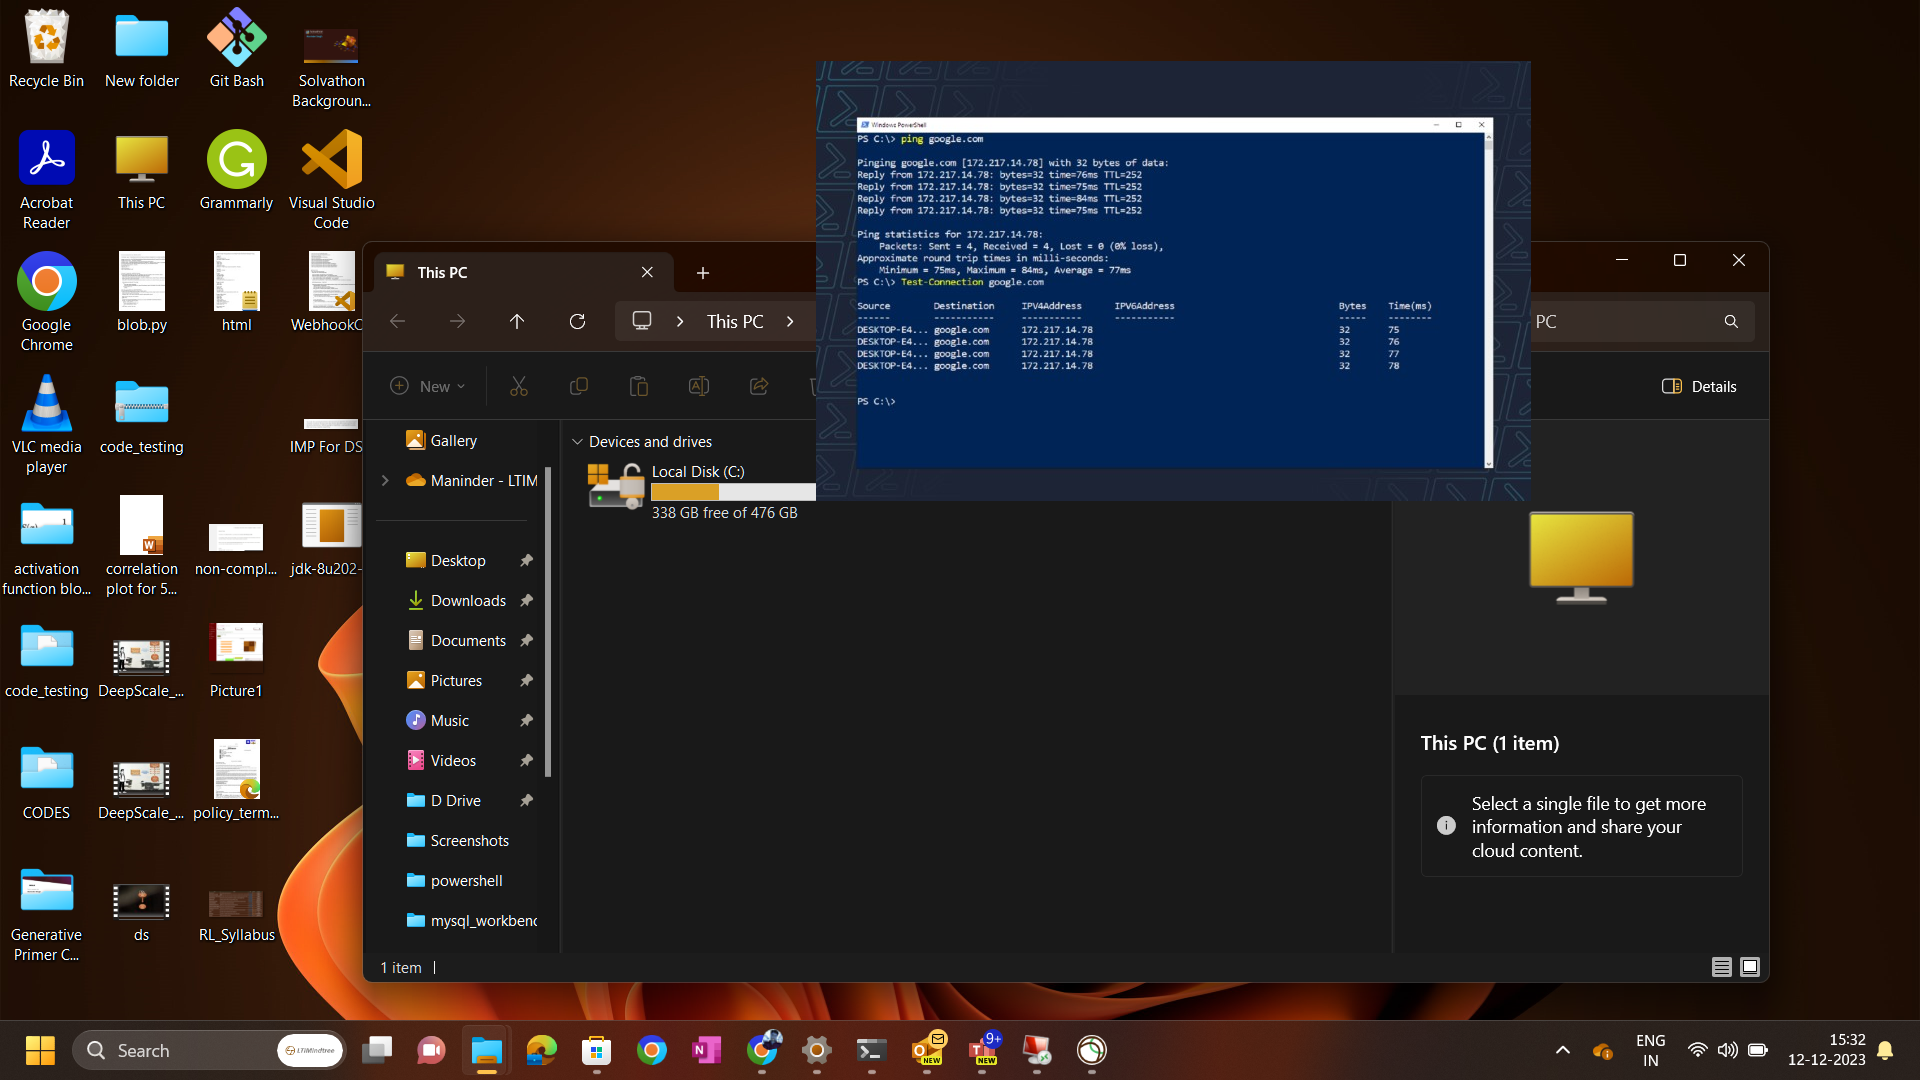 Recycle Bin
New folder
Git Bash
Solvathon
Backgroun...
Acrobat
Reader
This PC
Grammarly
Visual Studio
Code
Google
Chrome
blob.py
html
WebhookC
VLC media
player
code_testing
IMP For DS
activation
function blo...
correlation
plot for 5...
non-compl...
jdk-8u202-
code_testing
DeepScale_...
Picture1
CODES
DeepScale_...
policy_term...
Generative
Primer C...
ds
RL_Syllabus
Windows PowerShell
PS C:\> ping google.com
Pinging google.com [172.217.14.78] with 32 bytes of data:
Reply from 172.217.14.78: bytes=32 time=76ms TTL=252
Reply from 172.217.14.78: bytes=32 time=75ms TTL=252
Reply from 172.217.14.78: bytes=32 time=84ms TTL=252
Reply from 172.217.14.78: bytes=32 time=75ms TTL=252
Ping statistics for 172.217.14.78:
Packets: Sent = 4, Received = 4, Lost = 0 (0% loss),
Approximate round trip times in milli-seconds:
Minimum = 75ms, Maximum = 84ms, Average = 77ms
PS C:\> Test-Connection google.com
Source Destination IPV4Address IPV6Address Bytes Time(ms)
------ ----------- ----------- ----------- ----- --------
DESKTOP-E4... google.com 172.217.14.78 32 75
DESKTOP-E4... google.com 172.217.14.78 32 76
DESKTOP-E4... google.com 172.217.14.78 32 77
DESKTOP-E4... google.com 172.217.14.78 32 78
PS C:\>
This PC
This PC
PC
New
Details
Gallery
Maninder - LTIM
Desktop
Downloads
Documents
Pictures
Music
Videos
D Drive
Screenshots
powershell
mysql_workbenc
Devices and drives
Local Disk (C:)
338 GB free of 476 GB
This PC (1 item)
Select a single file to get more
information and share your
cloud content.
1 item
Search
LTIMindtree
NEW
9+
NEW
ENG
IN
15:32
12-12-2023